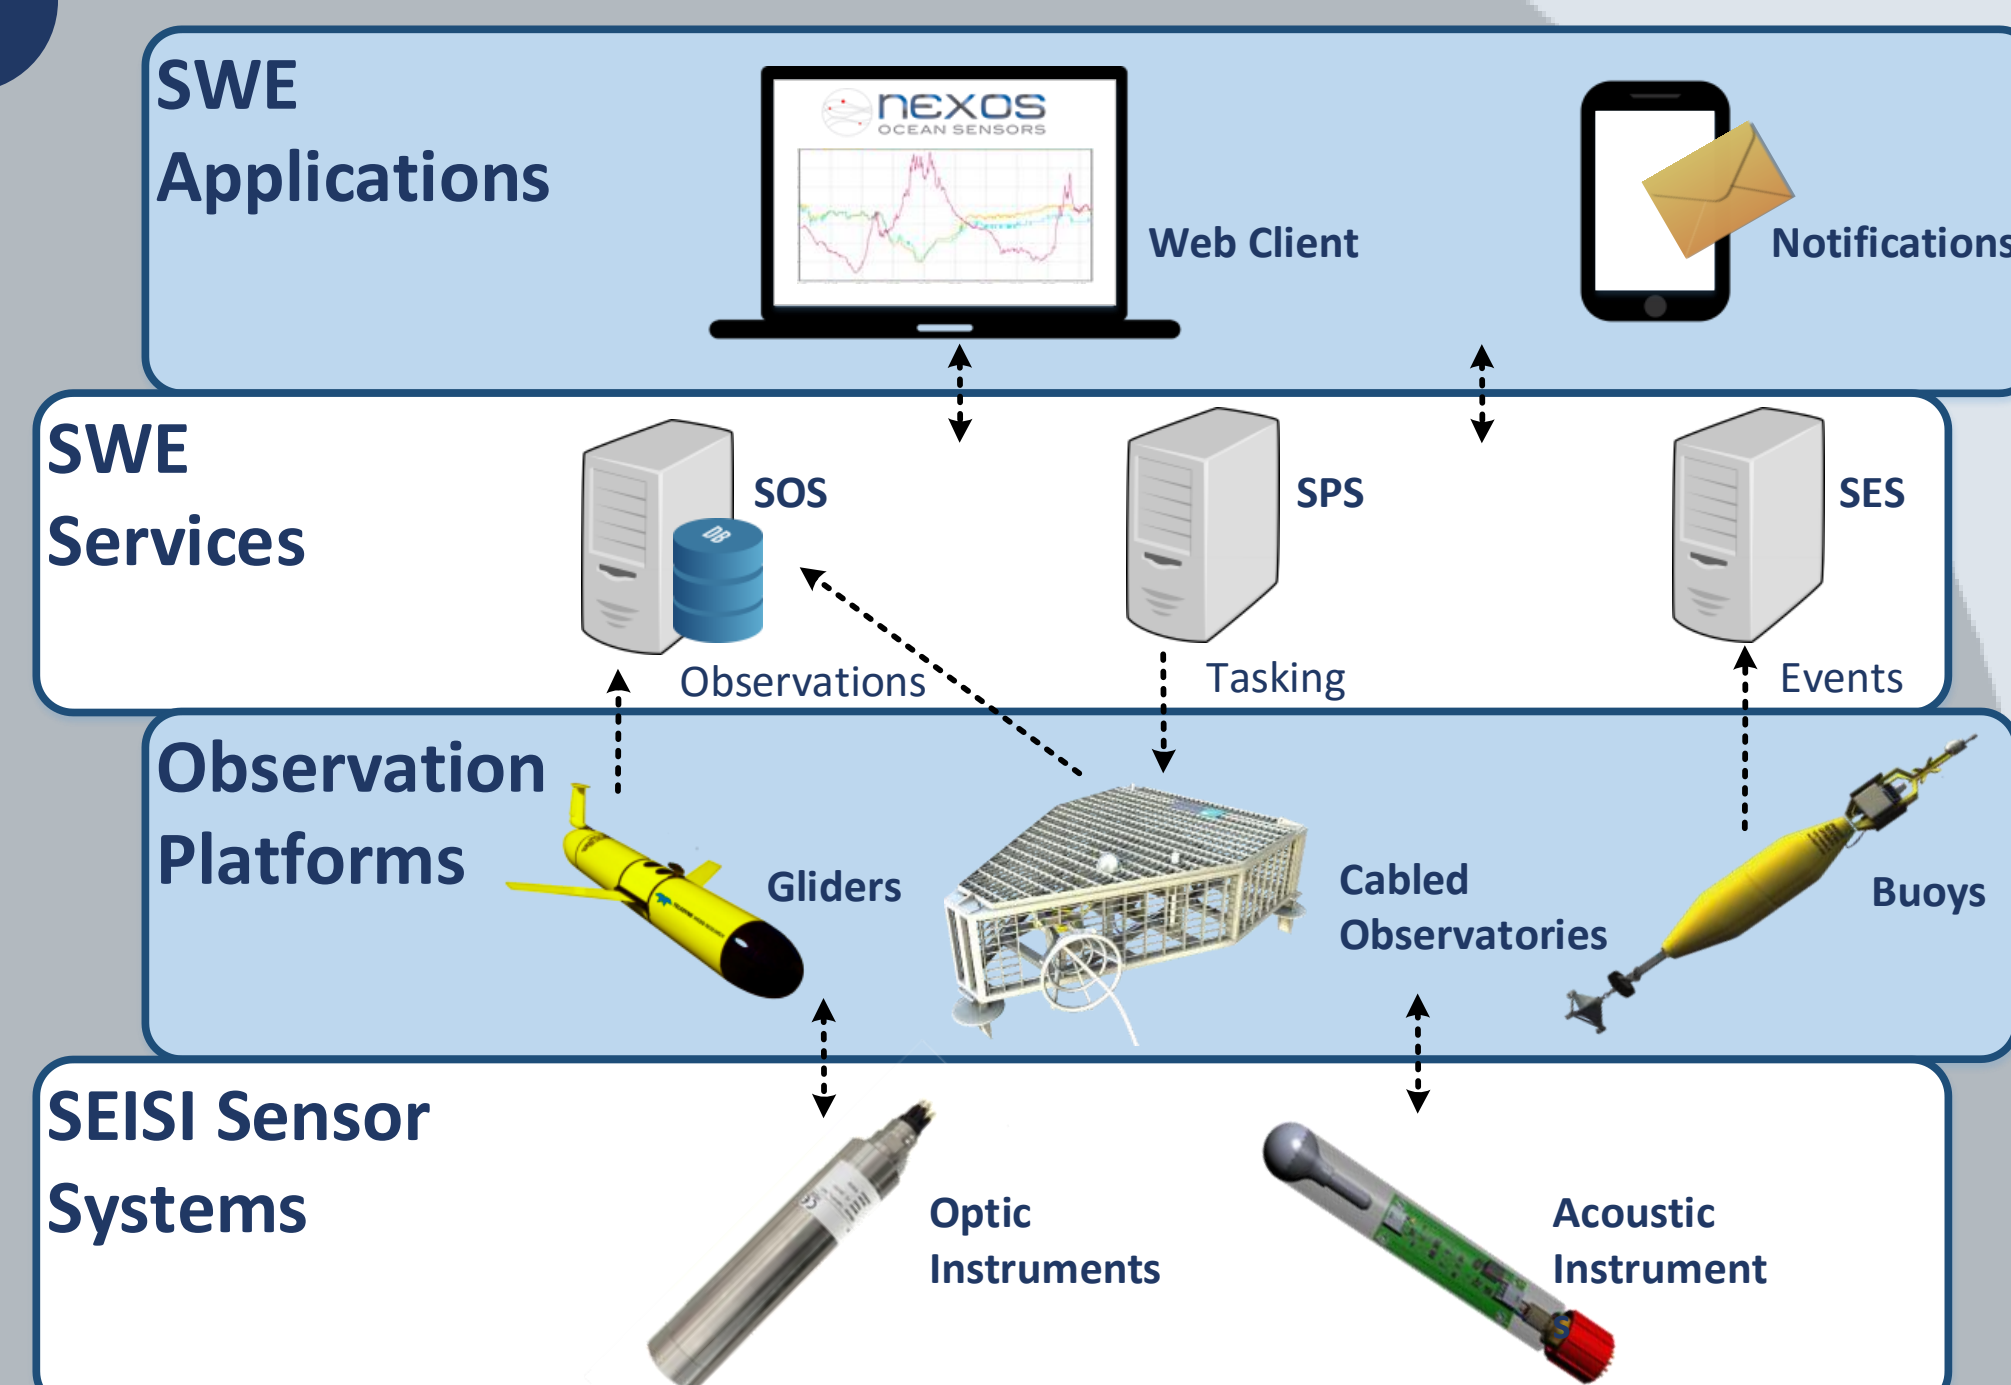 SWE
Applications
nexos
OCEAN SENSORS
Web Client
Notifications
SWE
Services
SOS
DB
SPS
SES
Observations
Tasking
Events
Observation
Platforms
Gliders
Cabled
Observatories
Buoys
SEISI Sensor
Systems
Optic
Instruments
Acoustic
Instrument
S